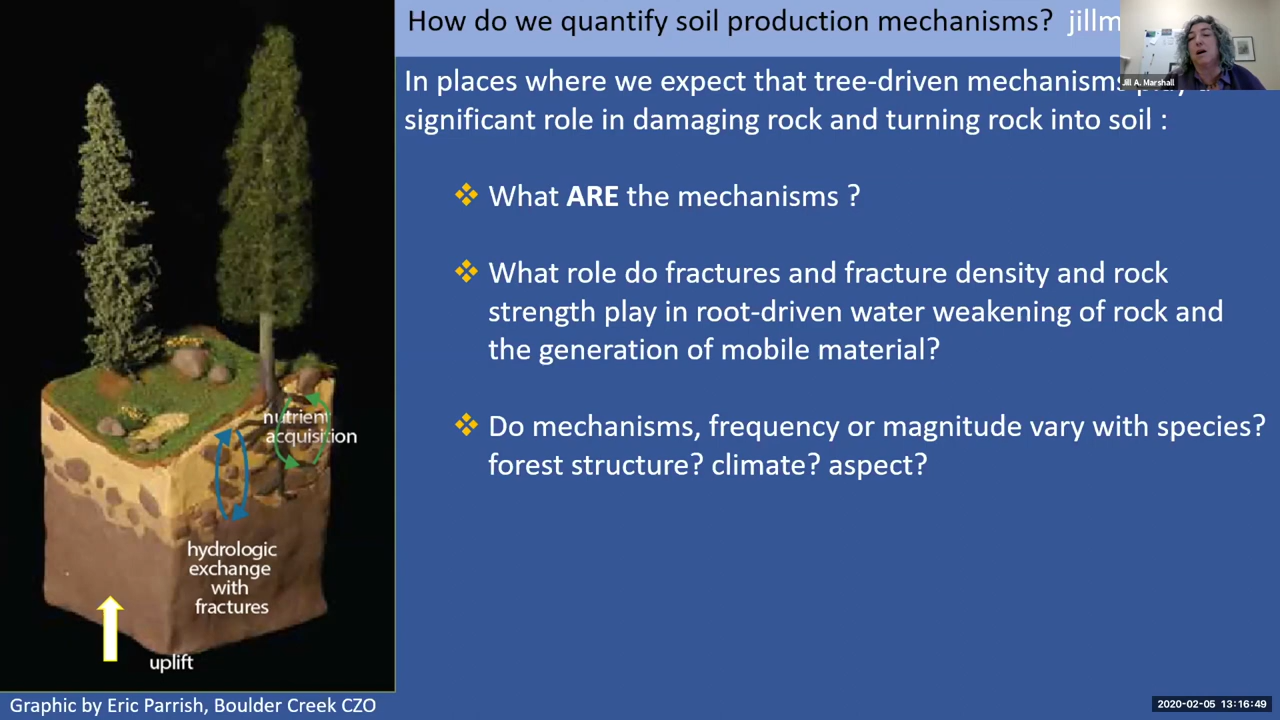 How do we quantify soil production mechanisms? jillm
Jill A. Marshall
In places where we expect that tree-driven mechanisms play a
significant role in damaging rock and turning rock into soil :
What ARE the mechanisms ?
What role do fractures and fracture density and rock
strength play in root-driven water weakening of rock and
the generation of mobile material?
Do mechanisms, frequency or magnitude vary with species?
forest structure? climate? aspect?
nutrient
acquisition
hydrologic
exchange
with
fractures
uplift
Graphic by Eric Parrish, Boulder Creek CZO
2020-02-05 13:16:49